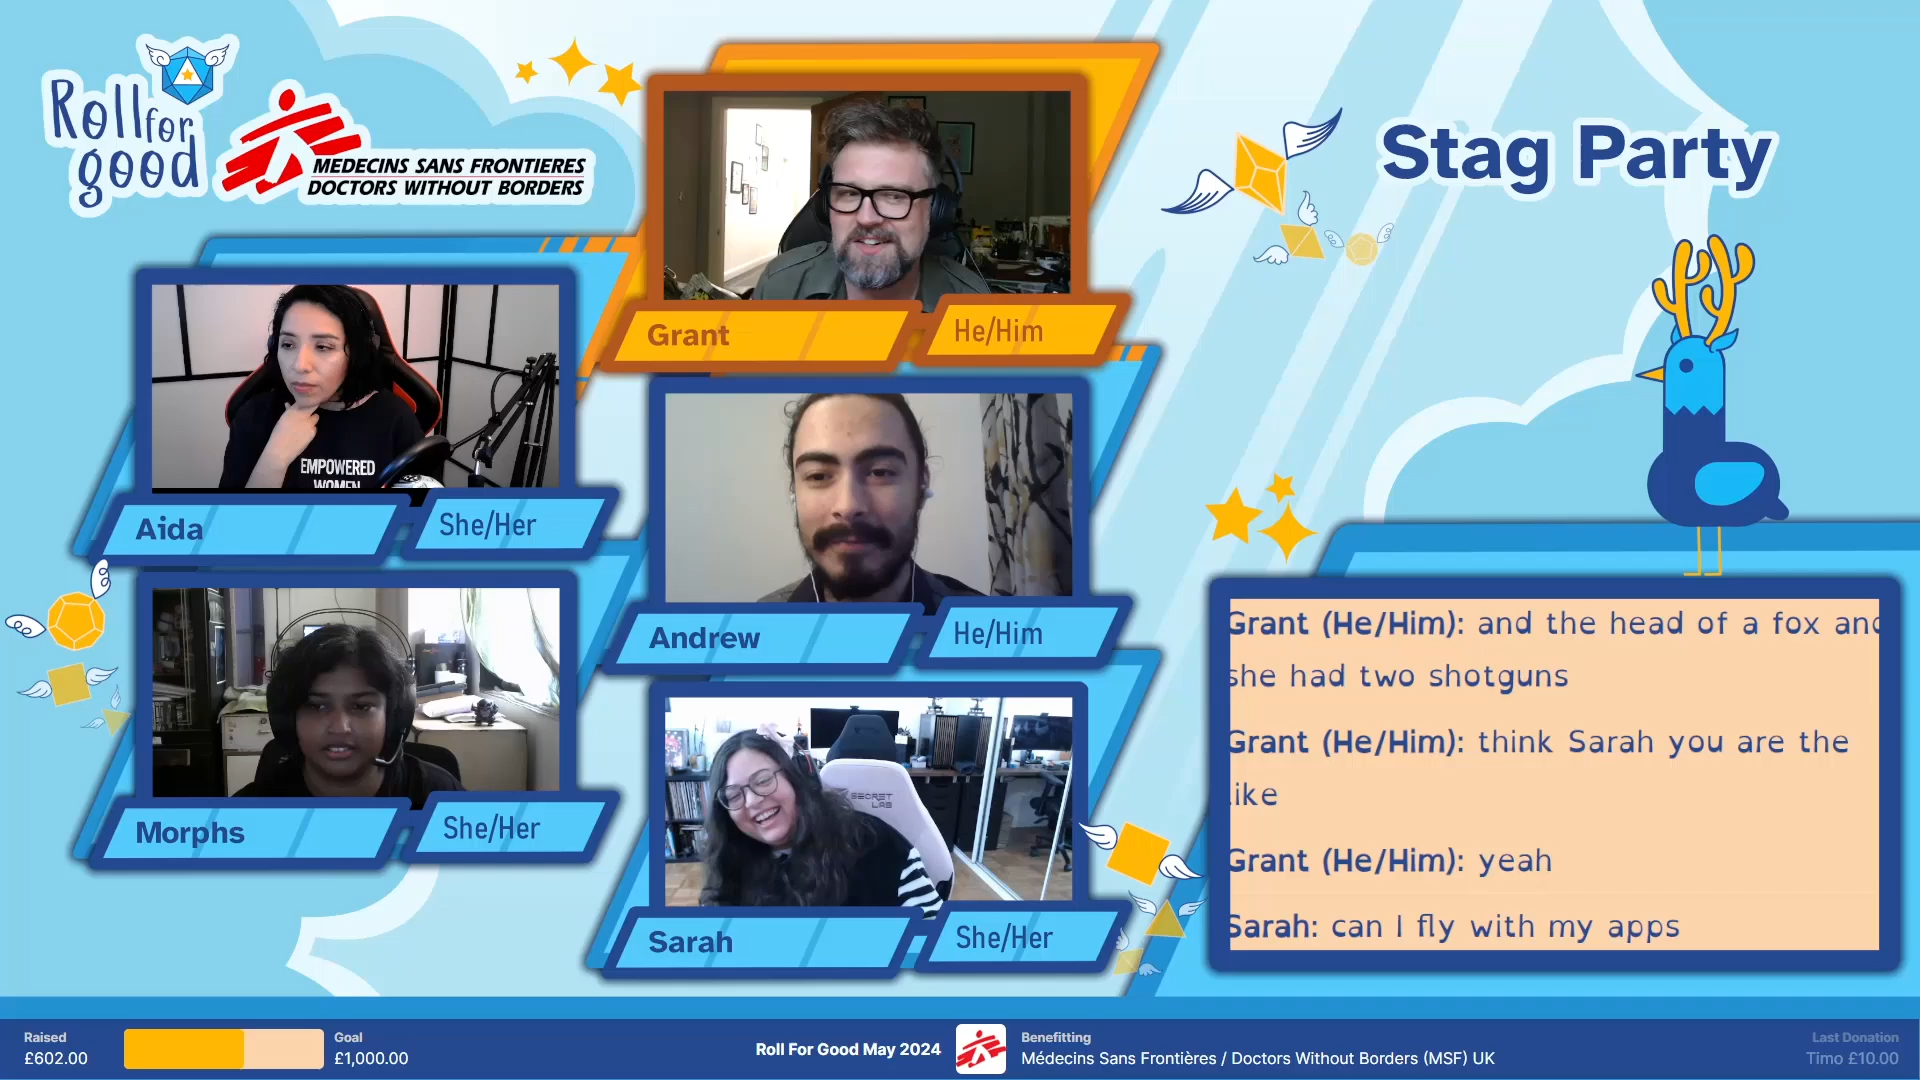 Roll for
good
MEDECINS SANS FRONTIERES
DOCTORS WITHOUT BORDERS
Stag Party
Grant
He/Him
EMPOWERED
WOMEN
Aida
She/Her
Andrew
He/Him
Morphs
She/Her
SECRET
LAB
Sarah
She/Her
Grant (He/Him): and the head of a fox and
she had two shotguns
Grant (He/Him): think Sarah you are the
like
Grant (He/Him): yeah
Sarah: can I fly with my apps
Raised
£602.00
Goal
£1,000.00
Roll For Good May 2024
Benefitting
Médecins Sans Frontières / Doctors Without Borders (MSF) UK
Last Donation
Timo £10.00